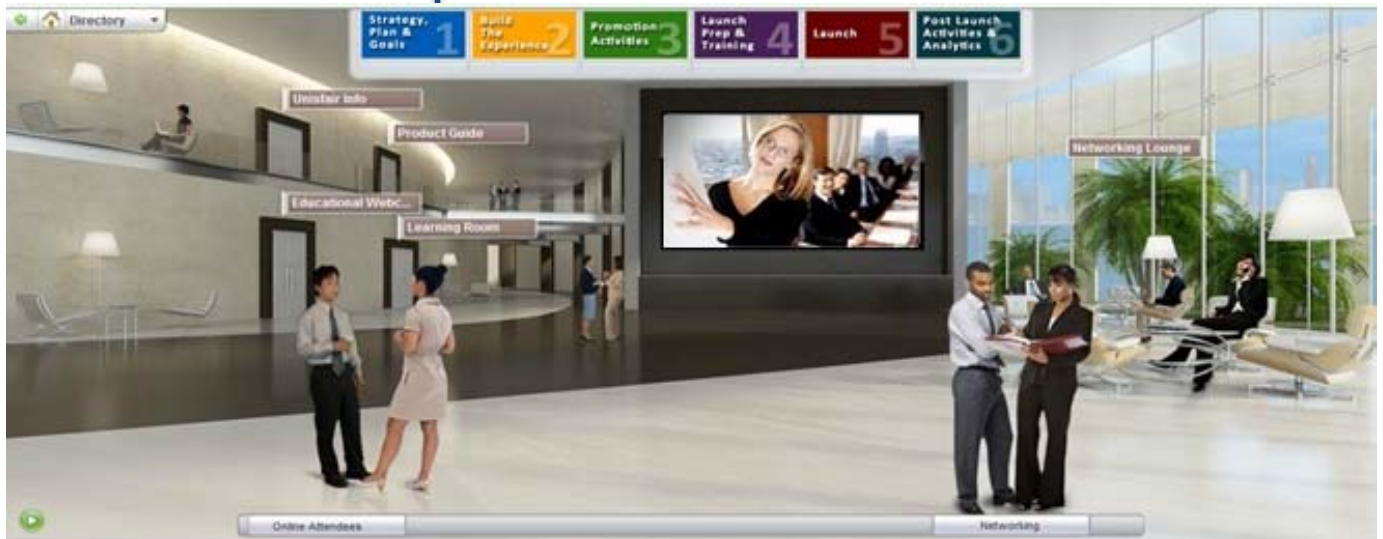 Directory
Strategy,
Plan &
Goals
1
Build
The
Experience
2
Promotion
Activities
3
Launch
Prep &
Training
4
Launch
5
Post Launch
Activities &
Analytics
6
Unisfair Info
Product Guide
Educational Webc...
Learning Room
Networking Lounge
Online Attendees
Networking